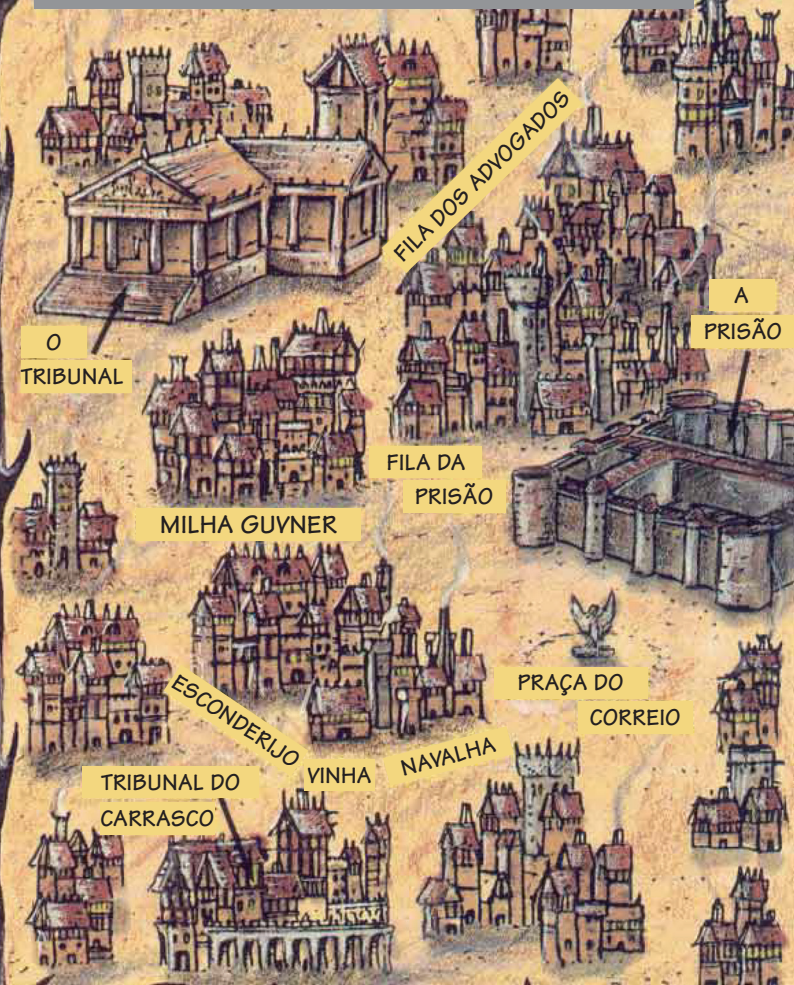 FILA DOS ADVOGADOS
A
PRISÃO
O
TRIBUNAL
FILA DA
PRISÃO
MILHA GUVNER
PRAÇA DO
CORREIO
ESCONDERIJO
VINHA
NAVALHA
TRIBUNAL DO
CARRASCO